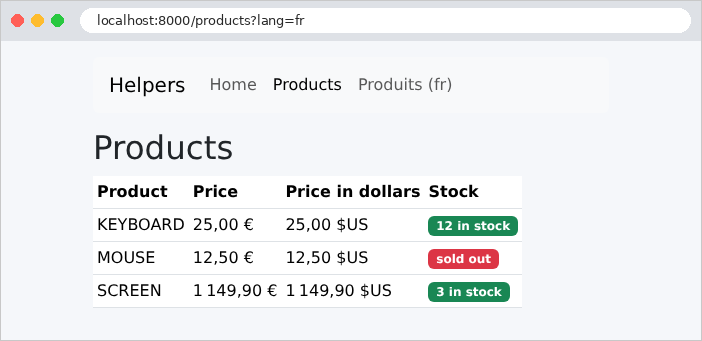 localhost:8000/products?lang=fr
Helpers Home Products Produits (fr)
Products
Product Price Price in dollars Stock
KEYBOARD 25,00 € 25,00 $US 12 in stock
MOUSE 12,50 € 12,50 $US sold out
SCREEN 1 149,90 € 1 149,90 $US 3 in stock